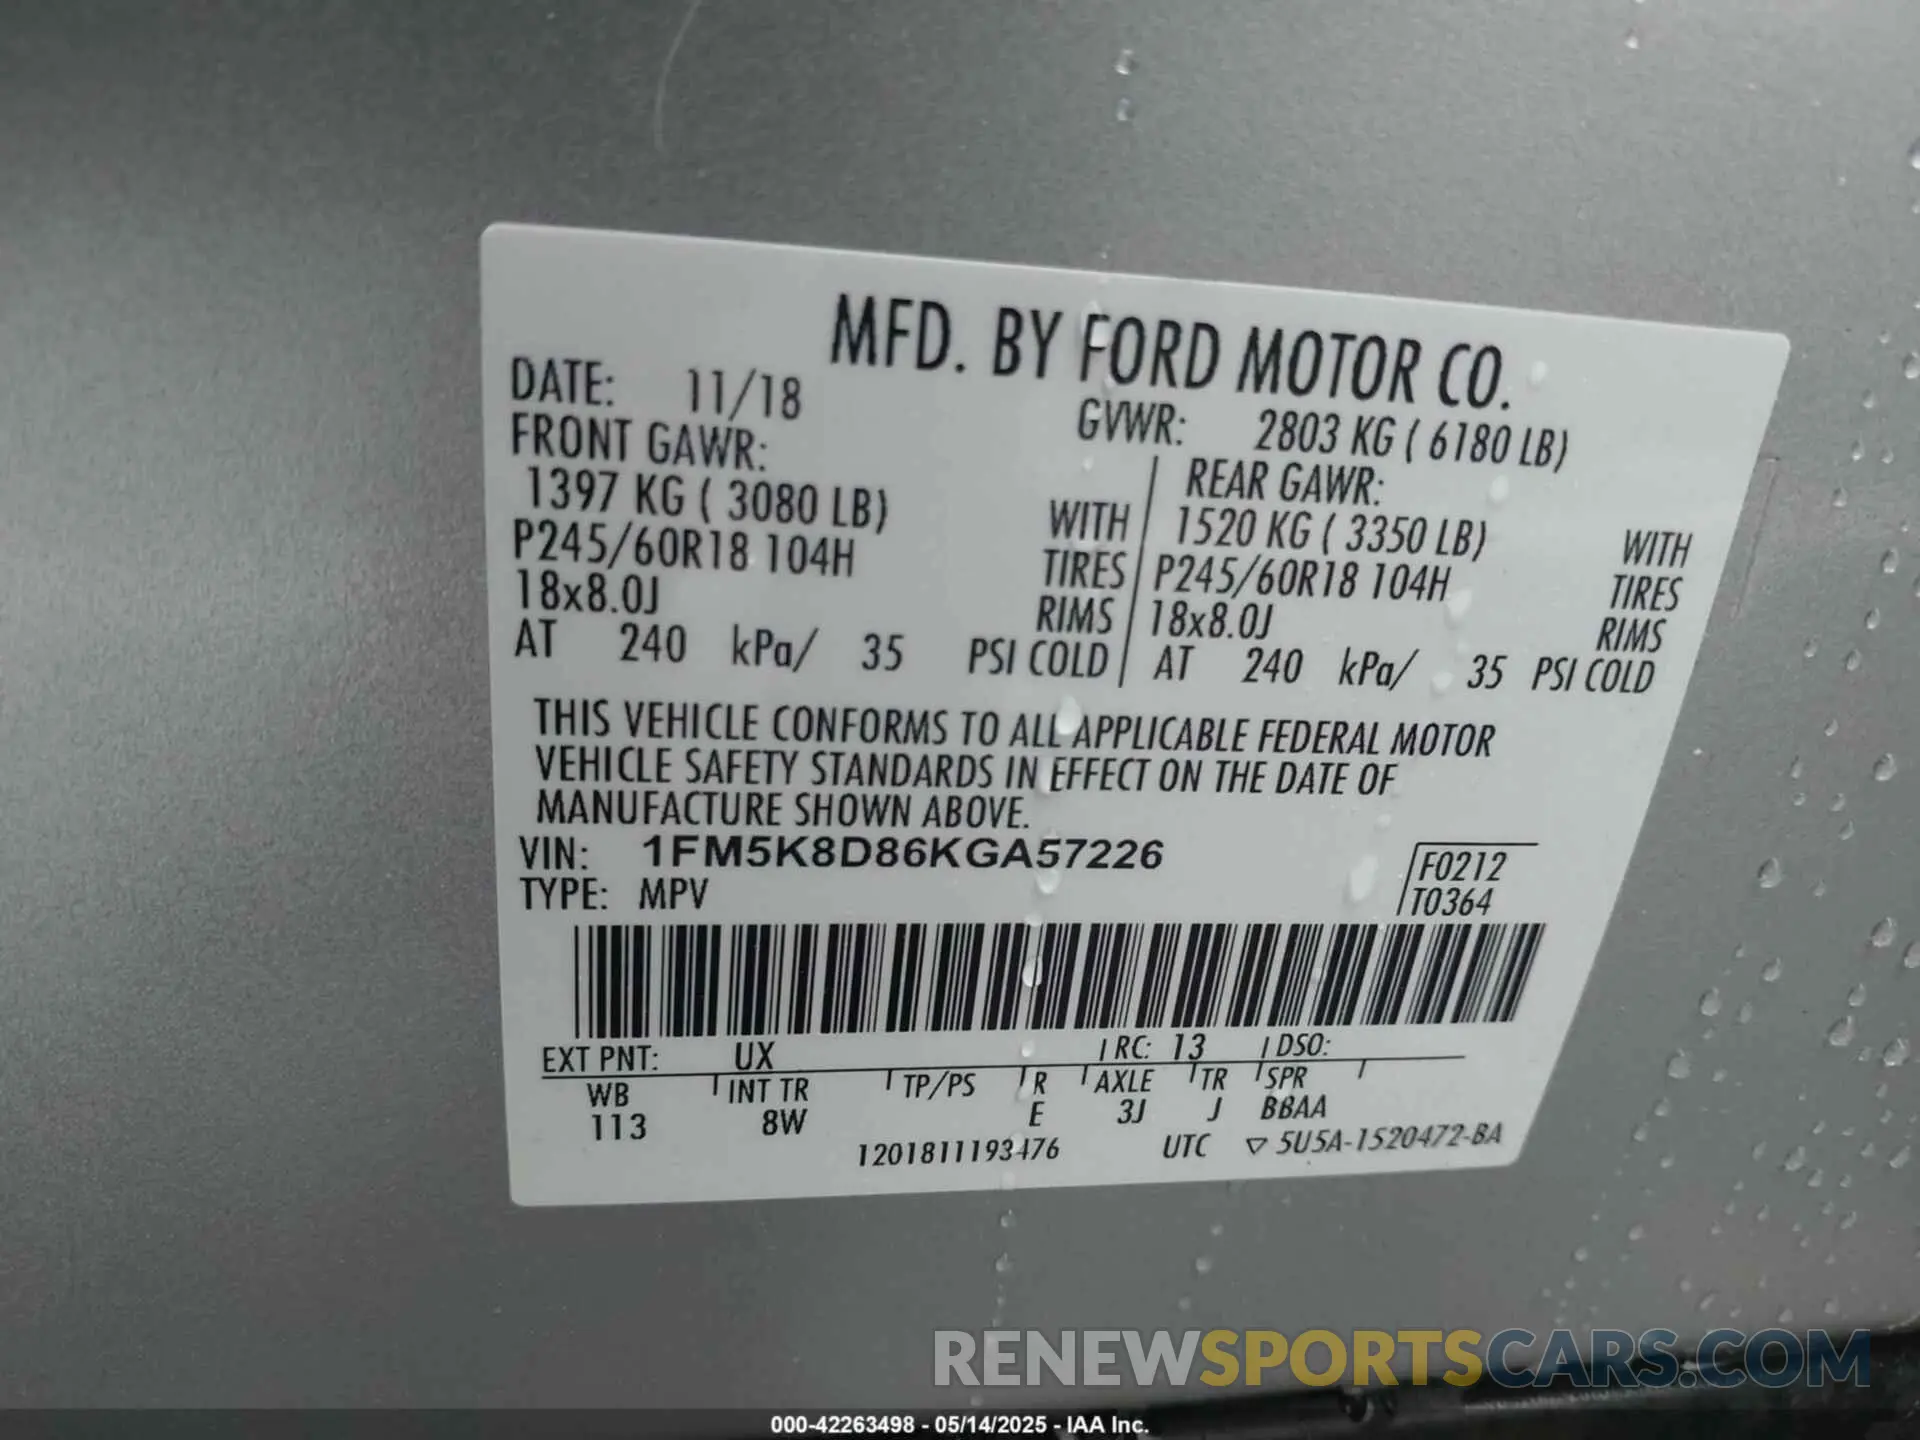 MFD. BY FORD MOTOR CO.
DATE: 11/18
GVWR: 2803 KG ( 6180 LB)
FRONT GAWR:
REAR GAWR:
1397 KG ( 3080 LB) WITH
1520 KG ( 3350 LB) WITH
P245/60R18 104H TIRES
P245/60R18 104H TIRES
18x8.0J RIMS
18x8.0J RIMS
AT 240 kPa/ 35 PSI COLD
AT 240 kPa/ 35 PSI COLD
THIS VEHICLE CONFORMS TO ALL APPLICABLE FEDERAL MOTOR
VEHICLE SAFETY STANDARDS IN EFFECT ON THE DATE OF
MANUFACTURE SHOWN ABOVE.
VIN: 1FM5K8D86KGA57226
F0212
TYPE: MPV
T0364
EXT PNT: UX RC: 13 DSO:
WB INT TR TP/PS R AXLE TR SPR
113 8W E 3J J BBAA
1201811193476 UTC ▽ 5U5A-1520472-BA
RENEWSPORTSCARS.COM
000-42263498 - 05/14/2025 - IAA Inc.